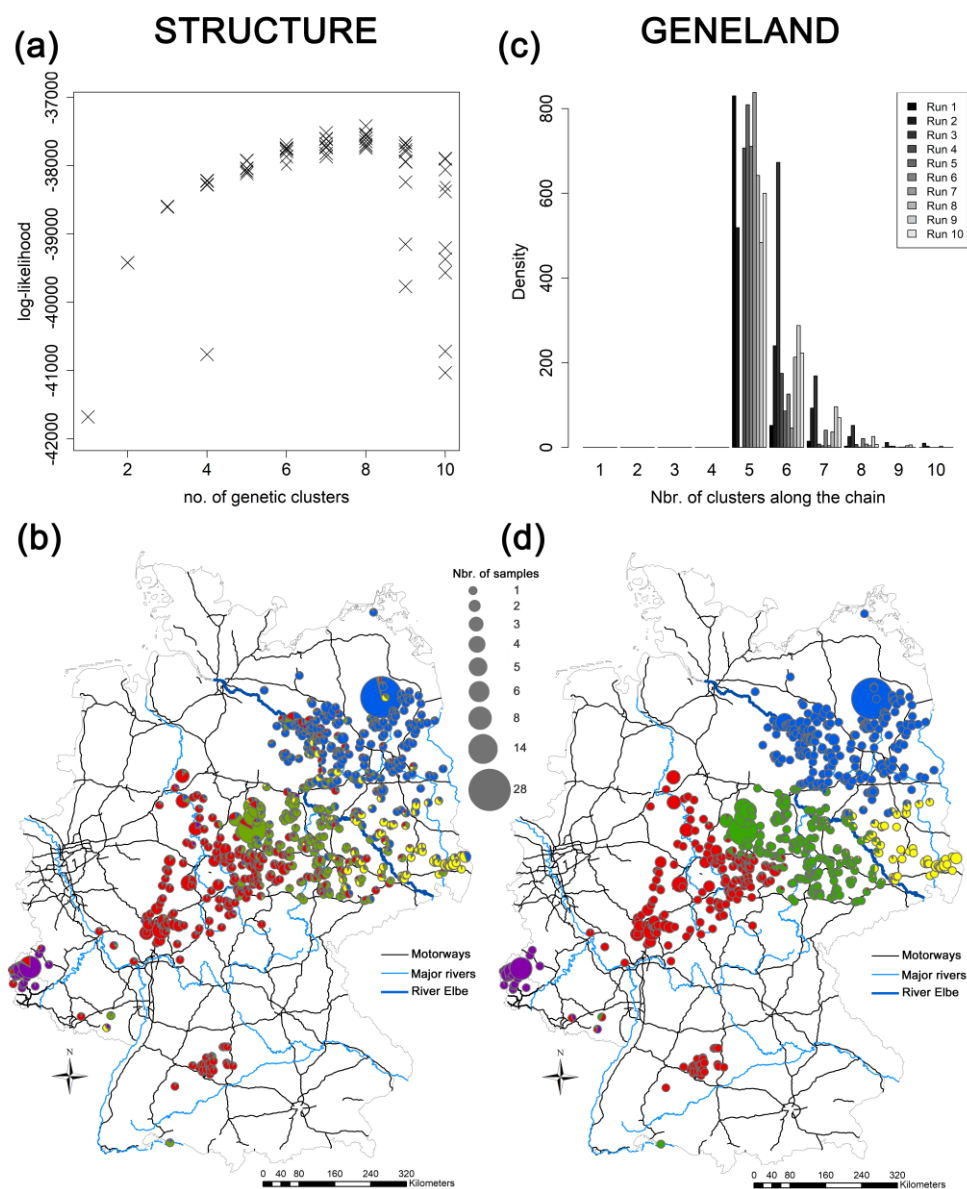 STRUCTURE
GENELAND
(a)
-37000
-38000
-39000
-40000
-41000
-42000
log-likelihood
2 4 6 8 10
no. of genetic clusters
(c)
800
600
400
200
0
Density
Run 1
Run 2
Run 3
Run 4
Run 5
Run 6
Run 7
Run 8
Run 9
Run 10
1 2 3 4 5 6 7 8 9 10
Nbr. of clusters along the chain
(b)
Nbr. of samples
1
2
3
4
5
6
8
14
28
Motorways
Major rivers
River Elbe
N
0 40 80 160 240 320
Kilometers
(d)
Motorways
Major rivers
River Elbe
N
0 40 80 160 240 320
Kilometers